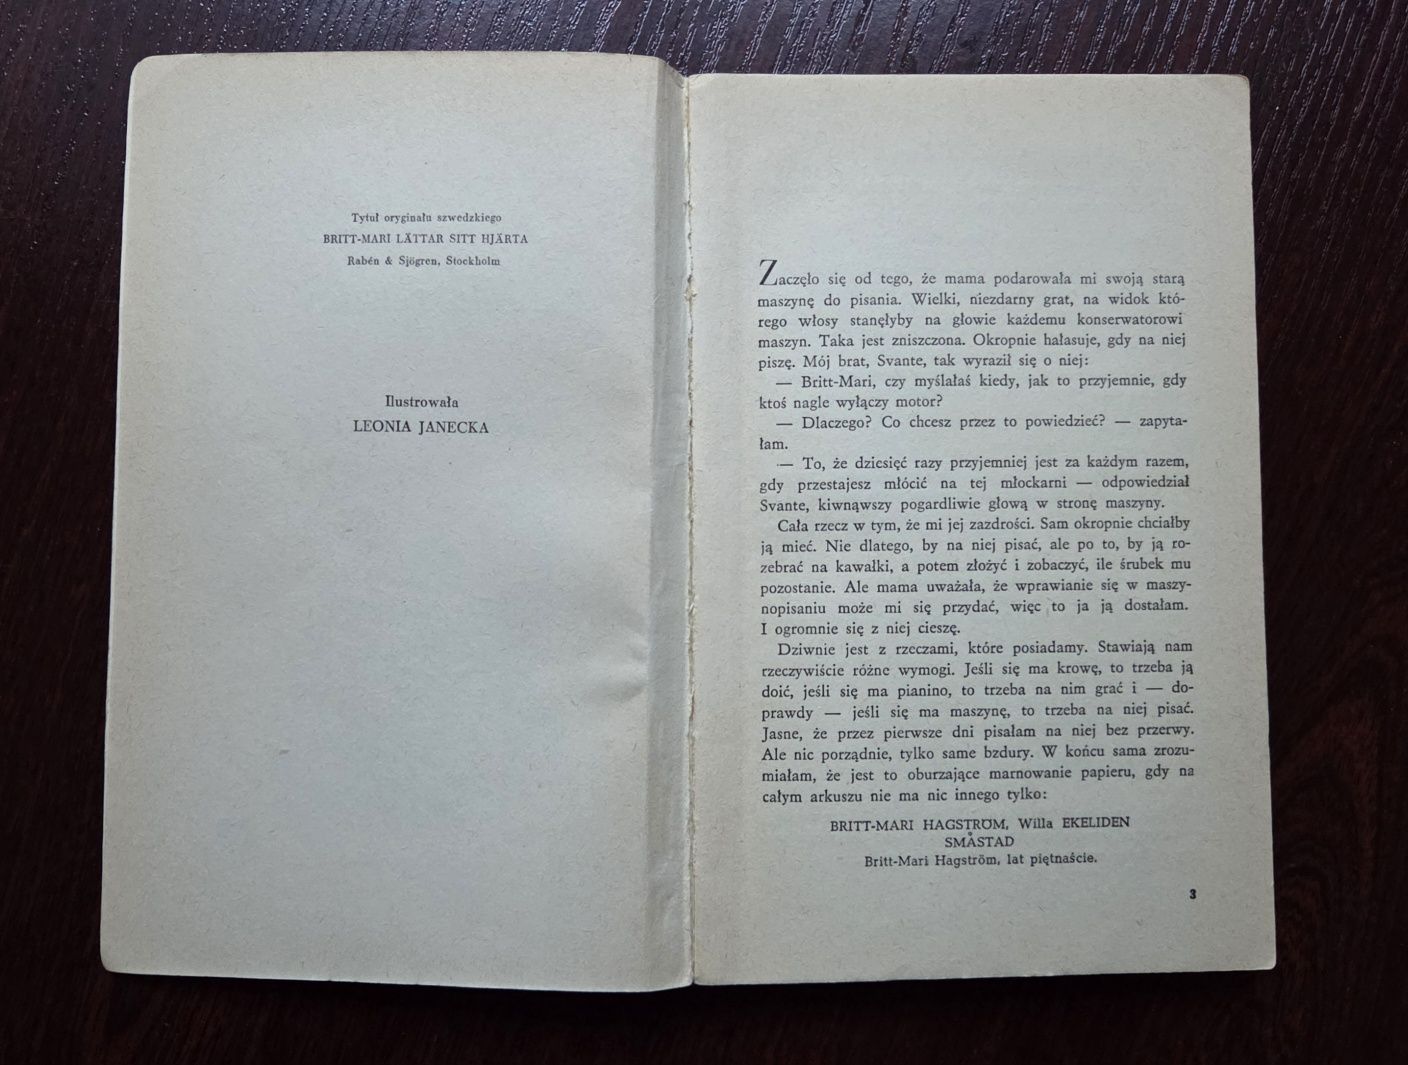 Tytuł oryginału szwedzkiego
BRITT-MARI LÄTTAR SITT HJÄRTA
Rabén & Sjögren, Stockholm
Ilustrowała
LEONIA JANECKA
Zaczęło się od tego, że mama podarowała mi swoją starą
maszynę do pisania. Wielki, niezdarny grat, na widok któ-
rego włosy stanęłyby na głowie każdemu konserwatorowi
maszyn. Taka jest zniszczona. Okropnie hałasuje, gdy na niej
piszę. Mój brat, Svante, tak wyraził się o niej:
— Britt-Mari, czy myślałaś kiedy, jak to przyjemnie, gdy
ktoś nagle wyłączy motor?
— Dlaczego? Co chcesz przez to powiedzieć? — zapyta-
łam.
— To, że dziesięć razy przyjemniej jest za każdym razem,
gdy przestajesz młócić na tej młockarni — odpowiedział
Svante, kiwnąwszy pogardliwie głową w stronę maszyny.
Cała rzecz w tym, że mi jej zazdrości. Sam okropnie chciałby
ją mieć. Nie dlatego, by na niej pisać, ale po to, by ją ro-
zebrać na kawałki, a potem złożyć i zobaczyć, ile śrubek mu
pozostanie. Ale mama uważała, że wprawianie się w maszy-
nopisaniu może mi się przydać, więc to ja ją dostałam.
I ogromnie się z niej cieszę.
Dziwnie jest z rzeczami, które posiadamy. Stawiają nam
rzeczywiście różne wymogi. Jeśli się ma krowę, to trzeba ją
doić, jeśli się ma pianino, to trzeba na nim grać i — do-
prawdy — jeśli się ma maszynę, to trzeba na niej pisać.
Jasne, że przez pierwsze dni pisałam na niej bez przerwy.
Ale nic porządnie, tylko same bzdury. W końcu sama zrozu-
miałam, że jest to oburzające marnowanie papieru, gdy na
całym arkuszu nie ma nic innego tylko:
BRITT-MARI HAGSTRÖM, Willa EKELIDEN
SMÅSTAD
Britt-Mari Hagström, lat piętnaście.
3